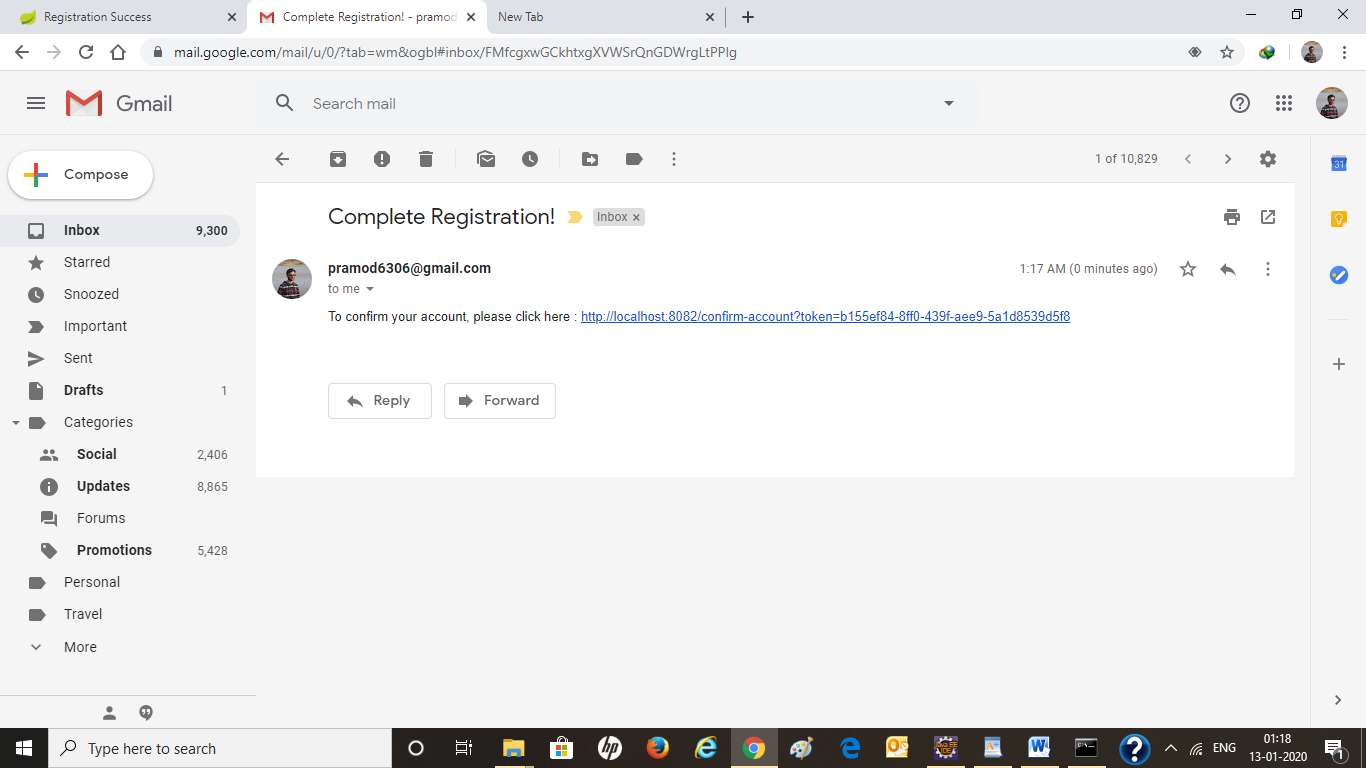 Registration Success
Complete Registration! - pramod
New Tab
mail.google.com/mail/u/0/?tab=wm&ogbl#inbox/FMfcgxwGCkhtxgXVWSrQnGDWrgLtPPlg
Gmail
Search mail
Compose
1 of 10,829
31
Complete Registration!
Inbox x
Inbox 9,300
Starred
Snoozed
Important
Sent
Drafts 1
Categories
Social 2,406
Updates 8,865
Forums
Promotions 5,428
Personal
Travel
More
pramod6306@gmail.com
1:17 AM (0 minutes ago)
to me
To confirm your account, please click here : http://localhost:8082/confirm-account?token=b155ef84-8ff0-439f-aee9-5a1d8539d5f8
Reply
Forward
Type here to search
hp
ENG
01:18
13-01-2020
1